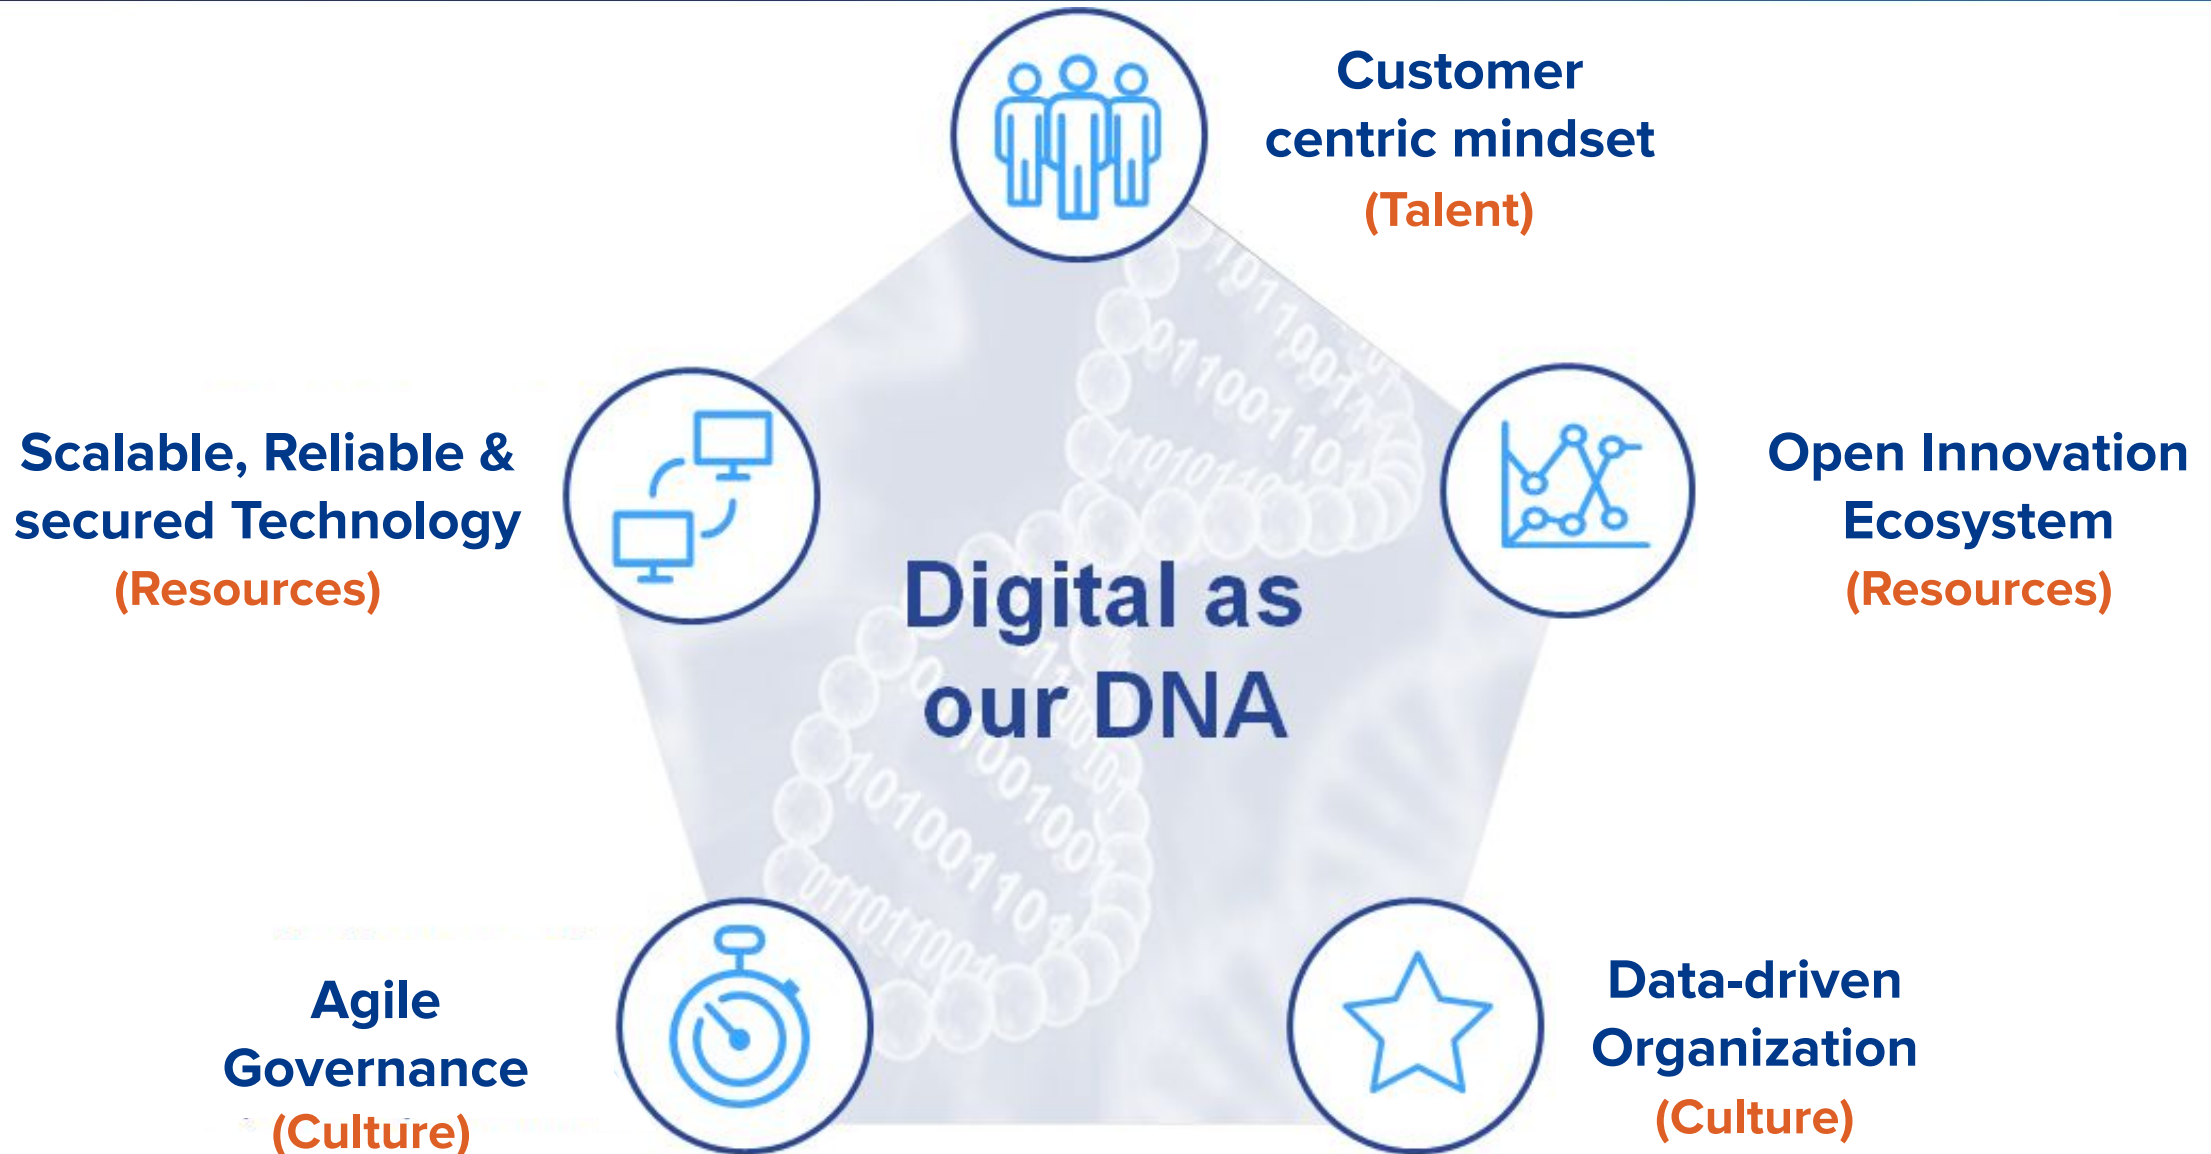 Customer
centric mindset
(Talent)
Scalable, Reliable &
secured Technology
(Resources)
Open Innovation
Ecosystem
(Resources)
Digital as
our DNA
Agile
Governance
(Culture)
Data-driven
Organization
(Culture)